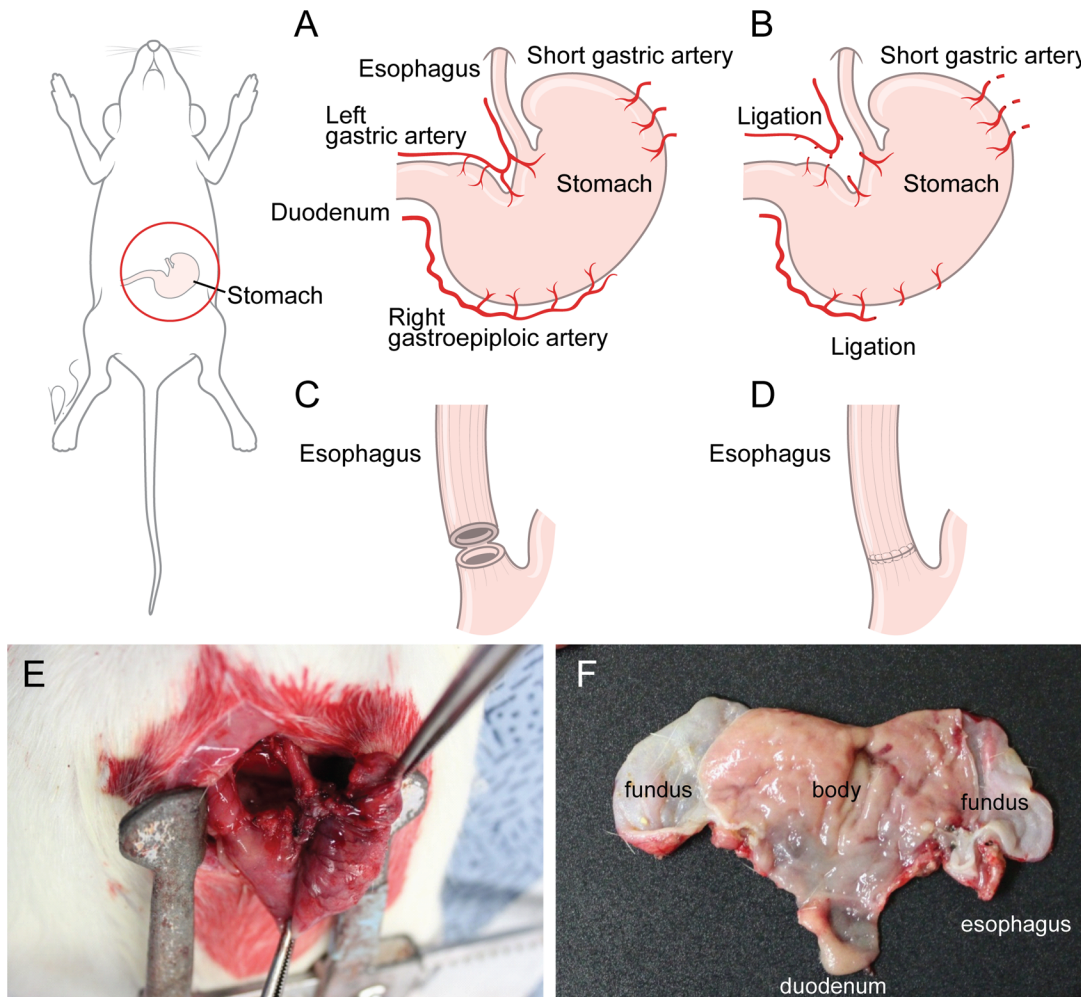 A
Esophagus
Short gastric artery
Left
gastric artery
Stomach
Duodenum
Right
gastroepiploic artery
Stomach
B
Short gastric artery
Ligation
Stomach
Ligation
C
Esophagus
D
Esophagus
E
F
fundus
body
fundus
esophagus
duodenum